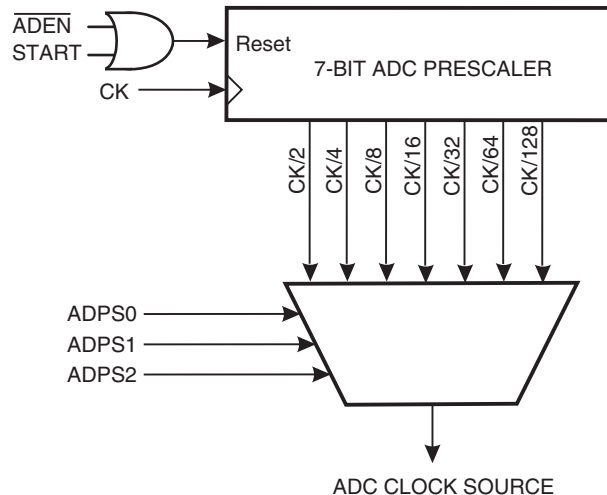 ADEN
START
Reset
7-BIT ADC PRESCALER
CK
CK/2
CK/4
CK/8
CK/16
CK/32
CK/64
CK/128
ADPS0
ADPS1
ADPS2
ADC CLOCK SOURCE